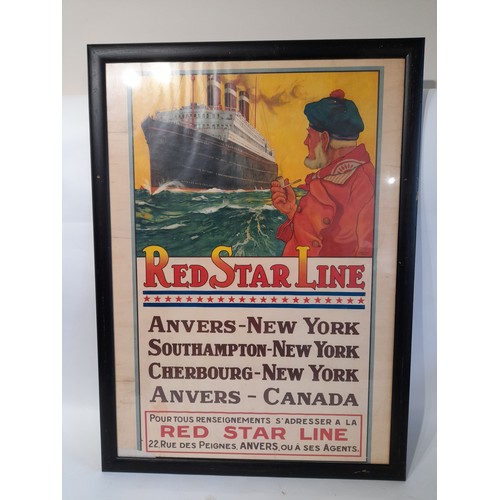 RED STAR LINE
ANVERS-NEW YORK
SOUTHAMPTON-NEW YORK
CHERBOURG-NEW YORK
ANVERS - CANADA
POUR TOUS RENSEIGNEMENTS S'ADRESSER A LA
RED STAR LINE
22, RUE DES PEIGNES, ANVERS, OU À SES AGENTS.